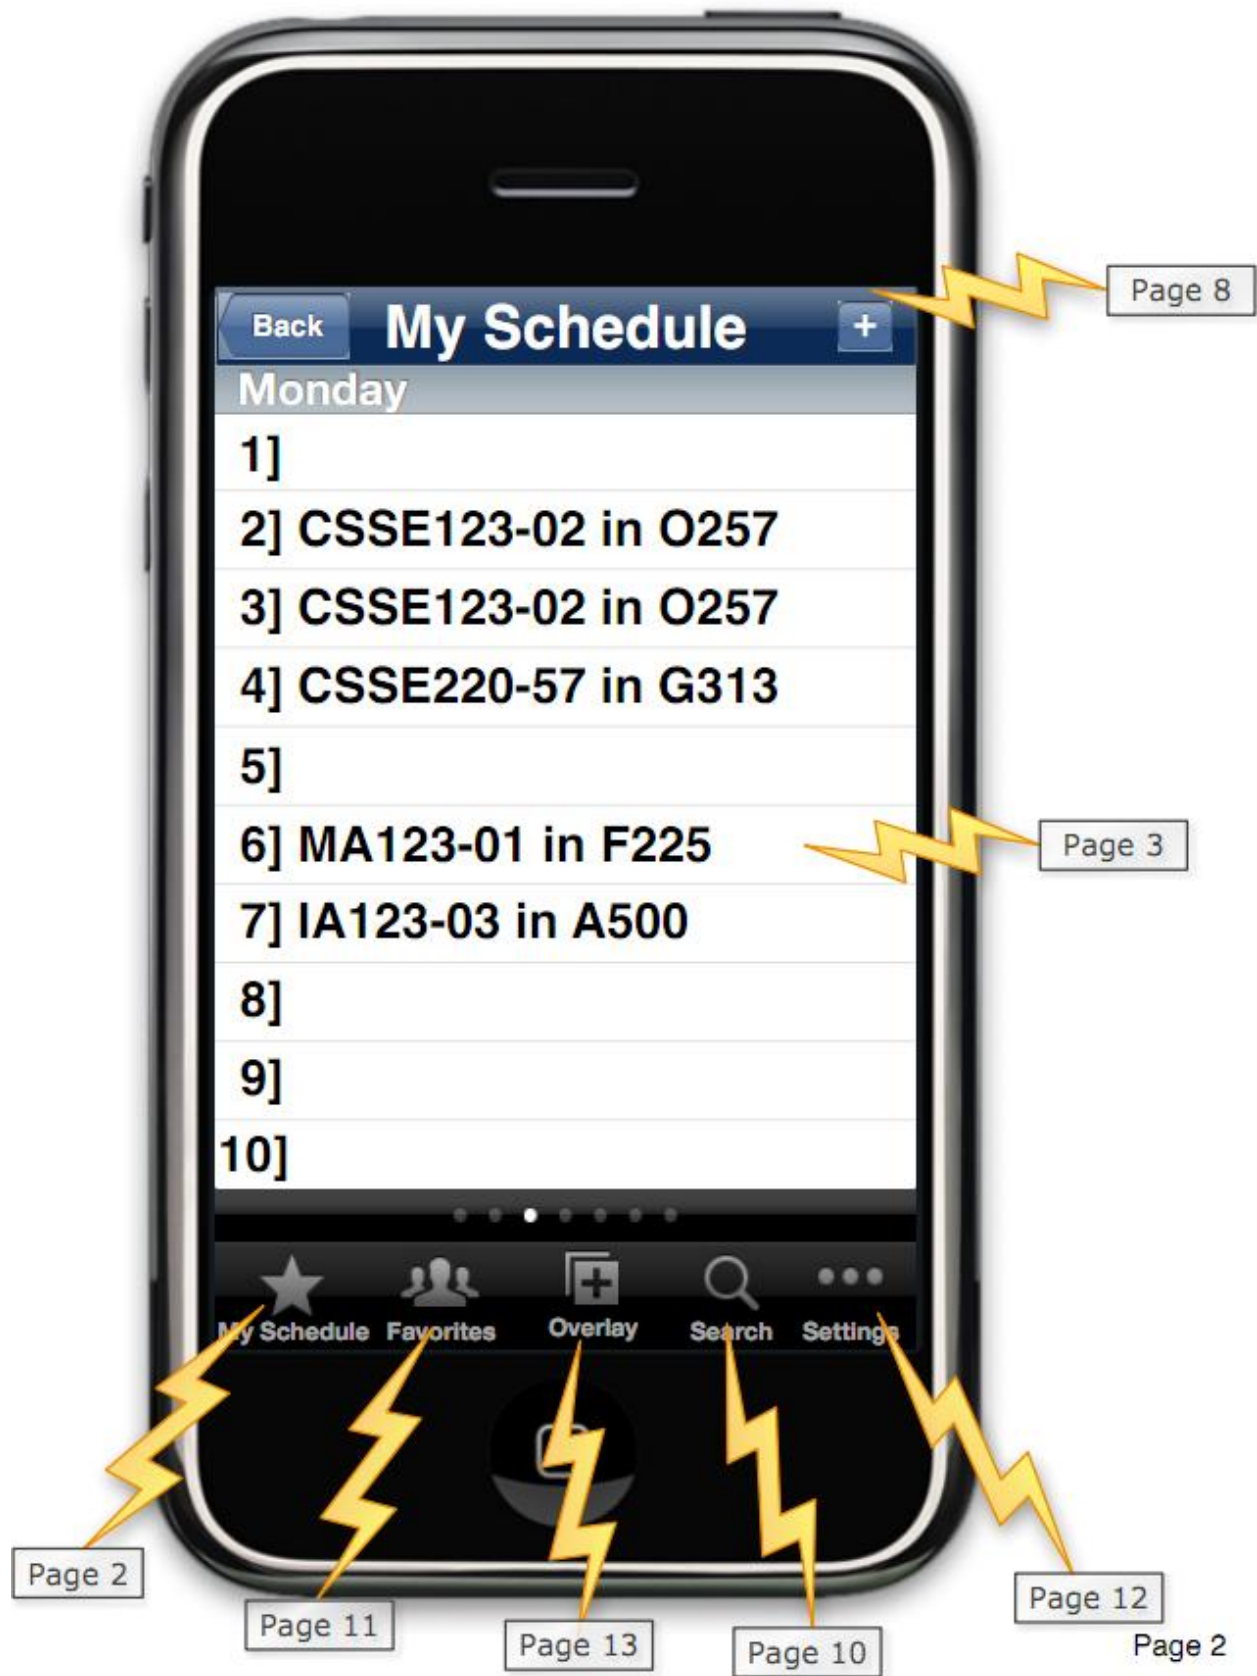 Page 8
Back My Schedule +
Monday
1]
2] CSSE123-02 in O257
3] CSSE123-02 in O257
4] CSSE220-57 in G313
5]
6] MA123-01 in F225
Page 3
7] IA123-03 in A500
8]
9]
10]
My Schedule Favorites Overlay Search Settings
Page 2
Page 11
Page 13
Page 10
Page 12
Page 2